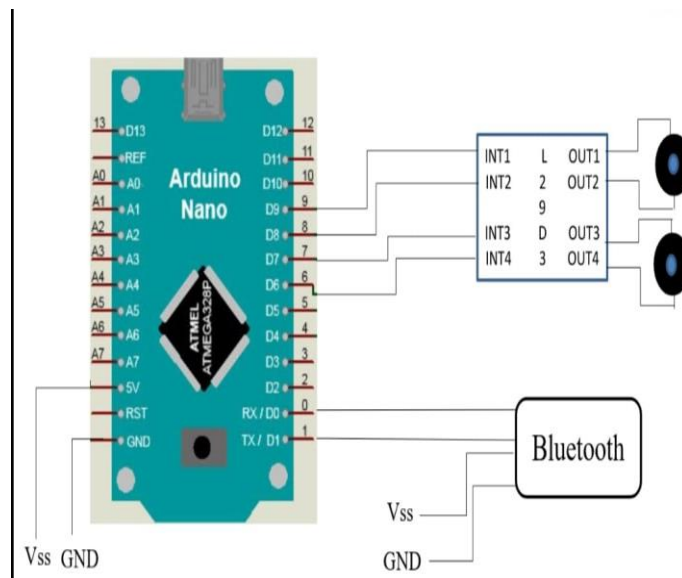 13 D13 D12 12
REF D11 11
A0 A0 Arduino D10 10
A1 A1 Nano D9 9
A2 A2 D8 8
A3 A3 D7 7
A4 A4 D6 6
A5 A5 D5 5
A6 A6 D4 4
A7 A7 D3 3
5V D2 2
RST RX / D0 0
GND TX / D1 1
ATMEL
ATMEGA328P
Vss GND
INT1 L OUT1
INT2 2 OUT2
9
INT3 D OUT3
INT4 3 OUT4
Bluetooth
Vss
GND